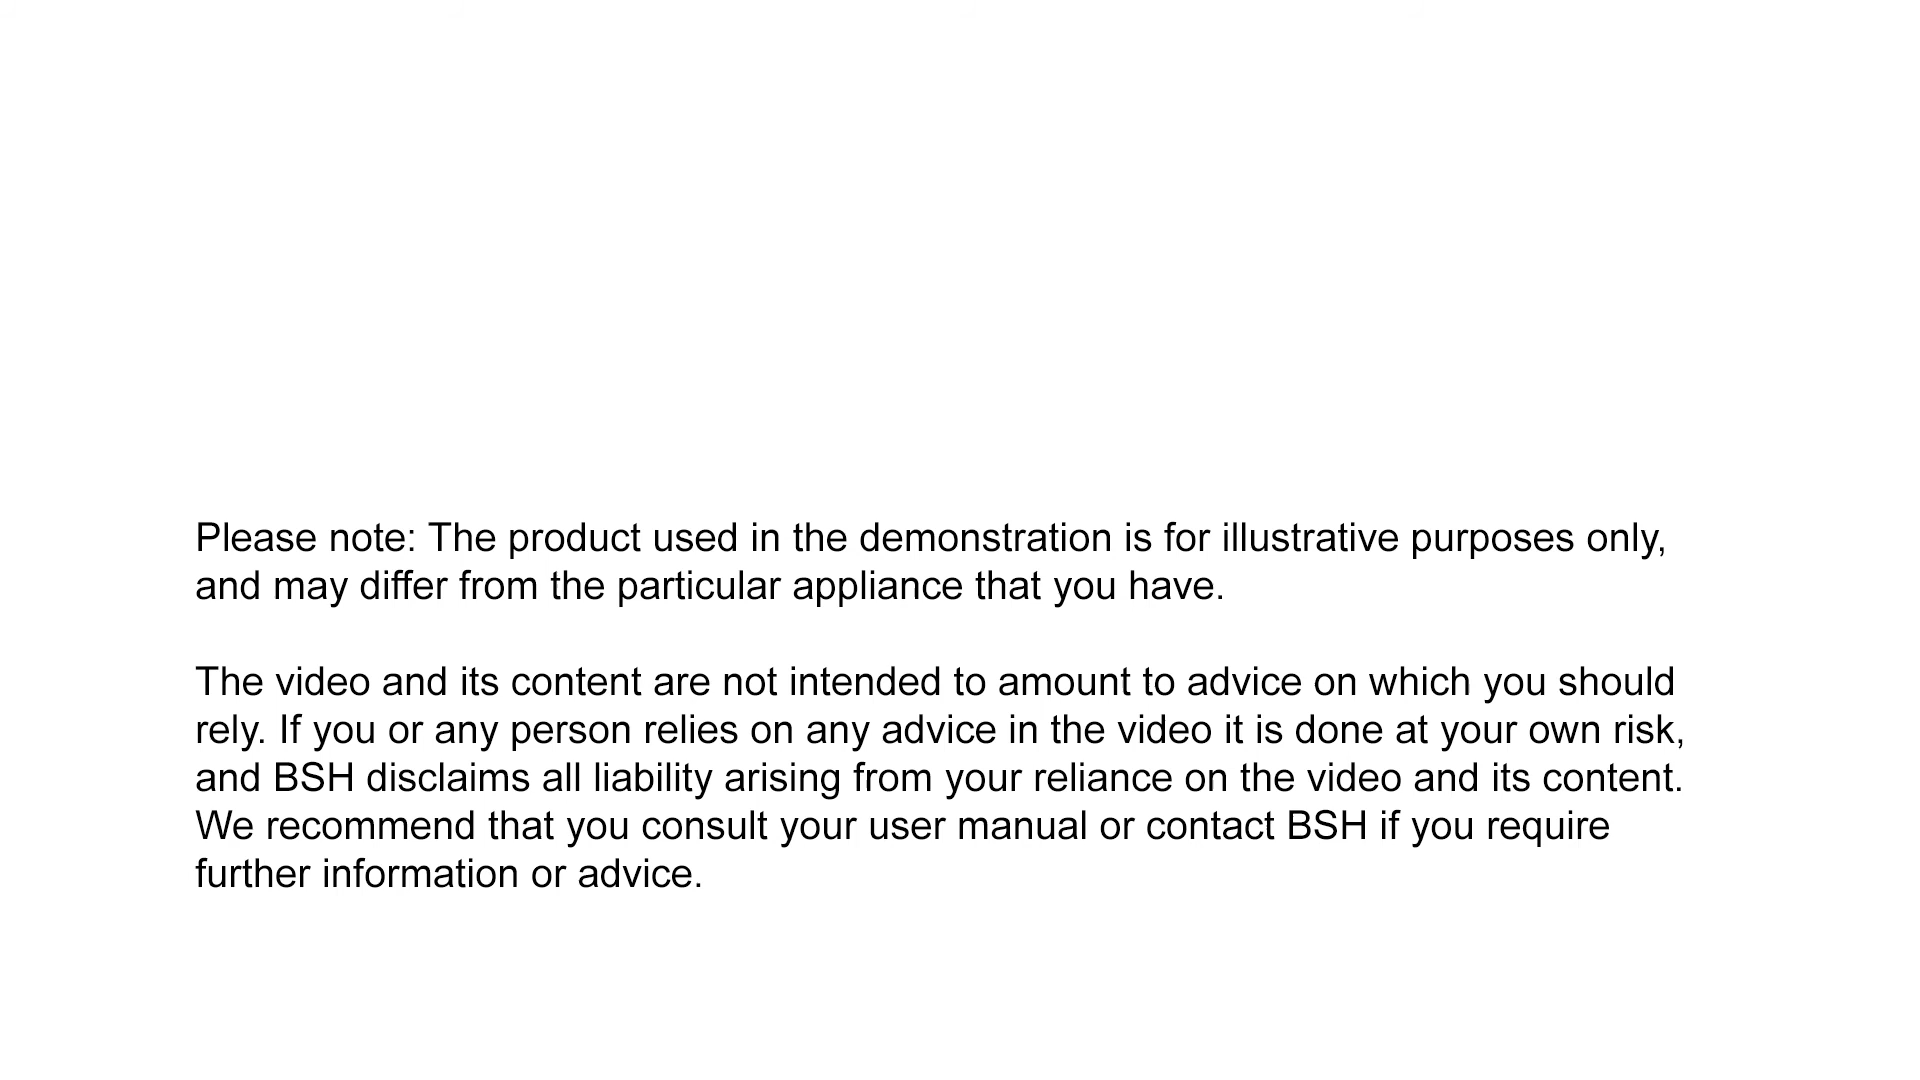 Please note: The product used in the demonstration is for illustrative purposes only,
and may differ from the particular appliance that you have.
The video and its content are not intended to amount to advice on which you should
rely. If you or any person relies on any advice in the video it is done at your own risk,
and BSH disclaims all liability arising from your reliance on the video and its content.
We recommend that you consult your user manual or contact BSH if you require
further information or advice.